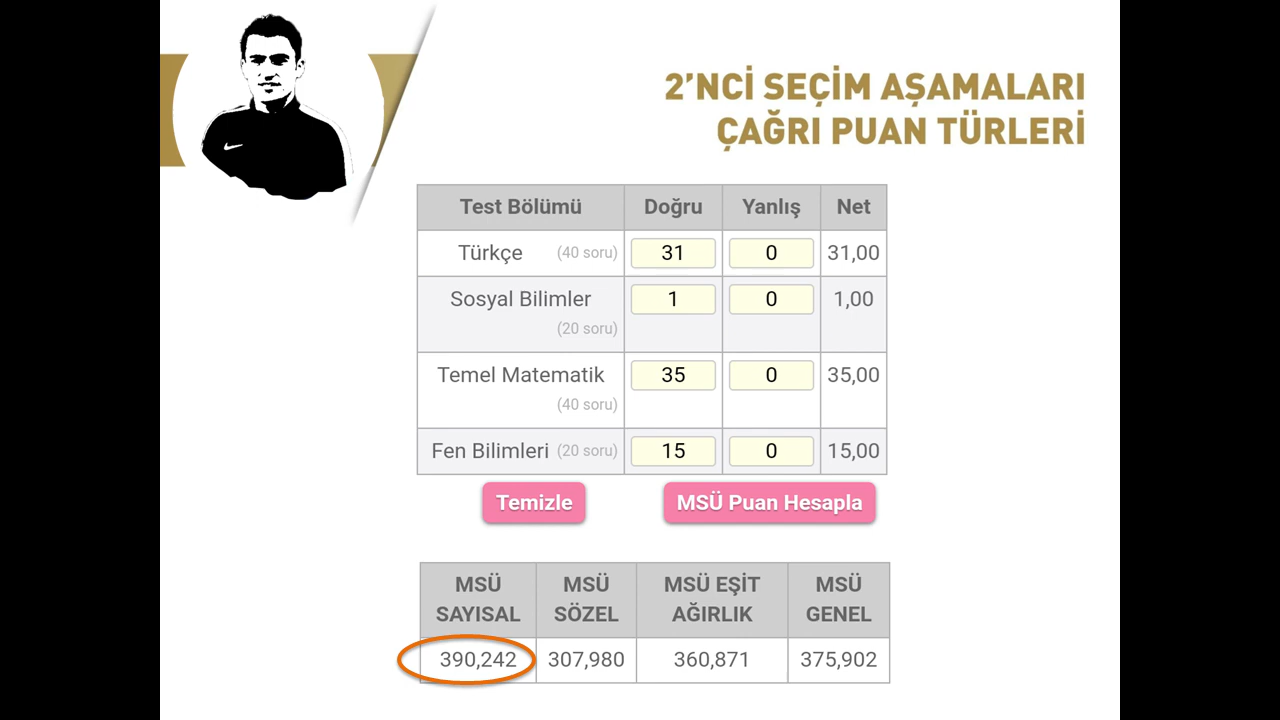 2'NCİ SEÇİM AŞAMALARI
ÇAĞRI PUAN TÜRLERİ
Test Bölümü Doğru Yanlış Net
Türkçe (40 soru) 31 0 31,00
Sosyal Bilimler 1 0 1,00
(20 soru)
Temel Matematik 35 0 35,00
(40 soru)
Fen Bilimleri (20 soru) 15 0 15,00
Temizle MSÜ Puan Hesapla
MSÜ MSÜ MSÜ EŞİT MSÜ
SAYISAL SÖZEL AĞIRLIK GENEL
390,242 307,980 360,871 375,902